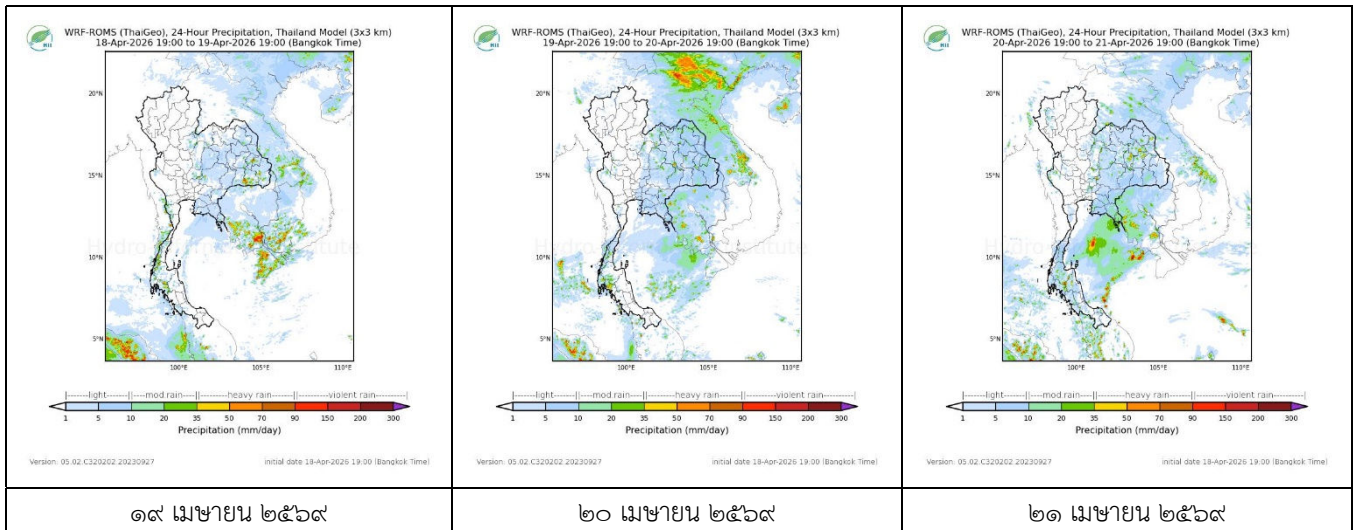 WRF-ROMS (ThaiGeo), 24-Hour Precipitation, Thailand Model (3x3 km)
18-Apr-2026 19:00 to 19-Apr-2026 19:00 (Bangkok Time)
HII
20°N
15°N
10°N
5°N
100°E 105°E 110°E
light mod rain heavy rain violent rain
1 5 10 20 35 50 70 90 150 200 300
Precipitation (mm/day)
Version: 05.02.C320202.20230927 initial date 18-Apr-2026 19:00 (Bangkok Time)
๑๙ เมษายน ๒๕๖๙
WRF-ROMS (ThaiGeo), 24-Hour Precipitation, Thailand Model (3x3 km)
19-Apr-2026 19:00 to 20-Apr-2026 19:00 (Bangkok Time)
HII
20°N
15°N
10°N
5°N
100°E 105°E 110°E
light mod rain heavy rain violent rain
1 5 10 20 35 50 70 90 150 200 300
Precipitation (mm/day)
Version: 05.02.C320202.20230927 initial date 18-Apr-2026 19:00 (Bangkok Time)
๒๐ เมษายน ๒๕๖๙
WRF-ROMS (ThaiGeo), 24-Hour Precipitation, Thailand Model (3x3 km)
20-Apr-2026 19:00 to 21-Apr-2026 19:00 (Bangkok Time)
HII
20°N
15°N
10°N
5°N
100°E 105°E 110°E
light mod rain heavy rain violent rain
1 5 10 20 35 50 70 90 150 200 300
Precipitation (mm/day)
Version: 05.02.C320202.20230927 initial date 18-Apr-2026 19:00 (Bangkok Time)
๒๑ เมษายน ๒๕๖๙